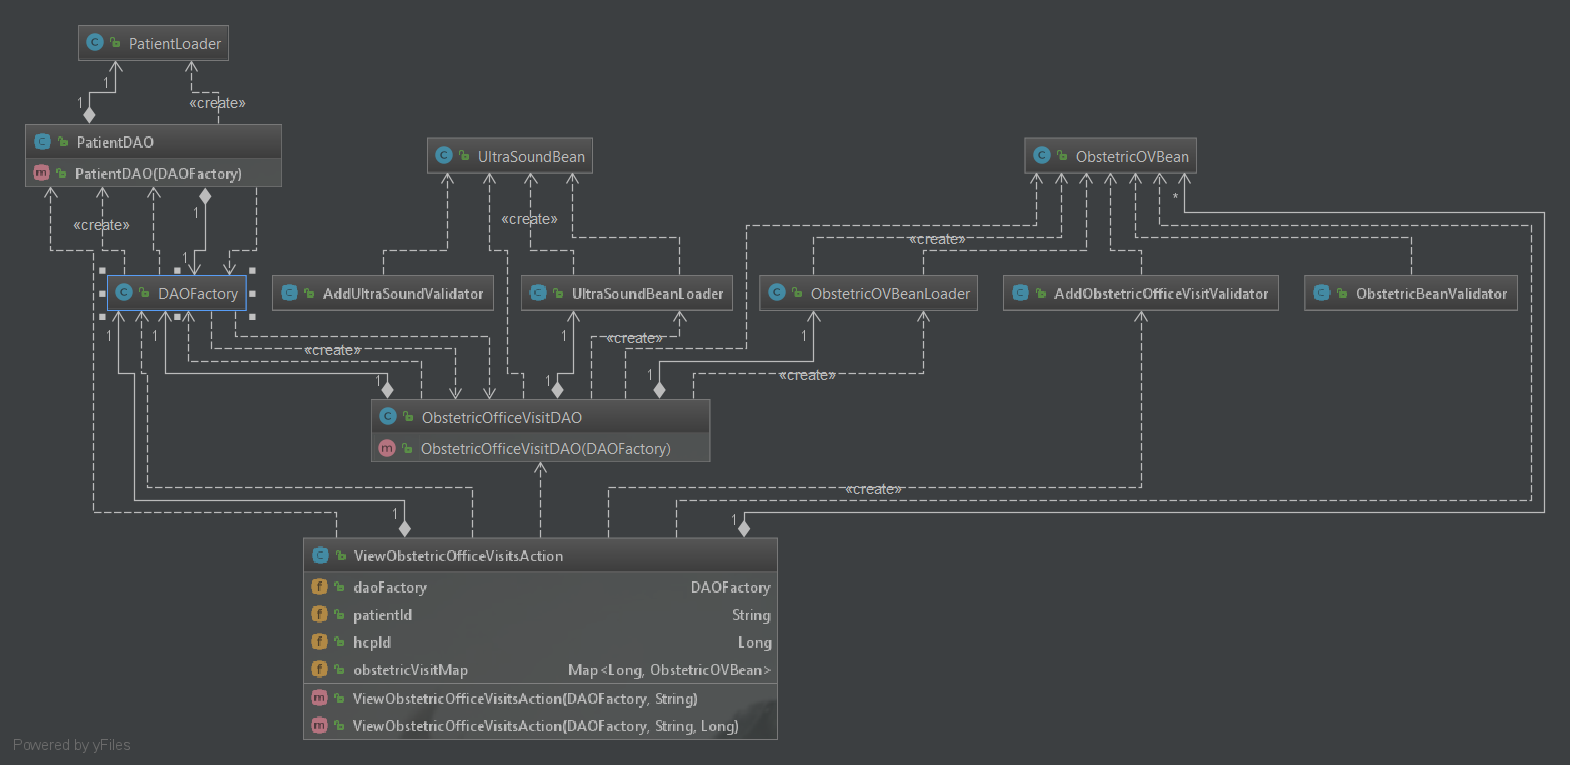 PatientLoader
1
1
«create»
PatientDAO
PatientDAO(DAOFactory)
UltraSoundBean
ObstetricOVBean
*
1
«create»
«create»
«create»
1
DAOFactory
AddUltraSoundValidator
UltraSoundBeanLoader
ObstetricOVBeanLoader
AddObstetricOfficeVisitValidator
ObstetricBeanValidator
1
1
1
1
«create»
«create»
«create»
1
1
1
ObstetricOfficeVisitDAO
ObstetricOfficeVisitDAO(DAOFactory)
«create»
1
1
ViewObstetricOfficeVisitsAction
daoFactory DAOFactory
patientId String
hcpId Long
obstetricVisitMap Map<Long, ObstetricOVBean>
ViewObstetricOfficeVisitsAction(DAOFactory, String)
ViewObstetricOfficeVisitsAction(DAOFactory, String, Long)
Powered by yFiles